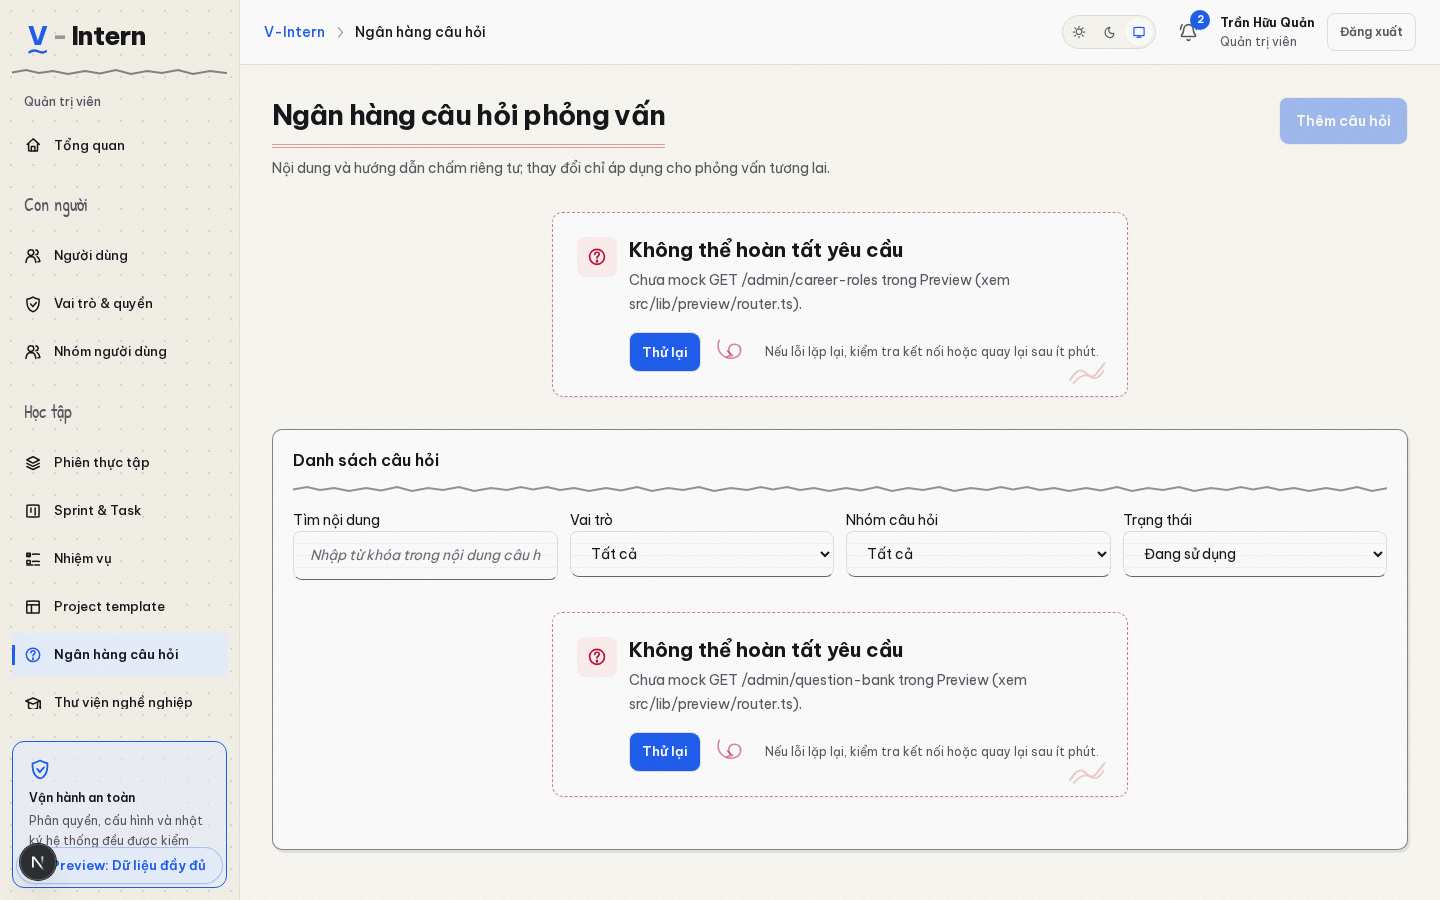 V - Intern
Quản trị viên
Tổng quan
Con người
Người dùng
Vai trò & quyền
Nhóm người dùng
Học tập
Phiên thực tập
Sprint & Task
Nhiệm vụ
Project template
Ngân hàng câu hỏi
Thư viện nghề nghiệp
Vận hành an toàn
Phân quyền, cấu hình và nhật
ký hệ thống đều được kiểm
Preview: Dữ liệu đầy đủ
V-Intern
Ngân hàng câu hỏi
2
Trần Hữu Quản
Quản trị viên
Đăng xuất
Ngân hàng câu hỏi phỏng vấn
Nội dung và hướng dẫn chấm riêng tư; thay đổi chỉ áp dụng cho phỏng vấn tương lai.
Thêm câu hỏi
Không thể hoàn tất yêu cầu
Chưa mock GET /admin/career-roles trong Preview (xem
src/lib/preview/router.ts).
Thử lại
Nếu lỗi lặp lại, kiểm tra kết nối hoặc quay lại sau ít phút.
Danh sách câu hỏi
Tìm nội dung
Nhập từ khóa trong nội dung câu h
Vai trò
Tất cả
Nhóm câu hỏi
Tất cả
Trạng thái
Đang sử dụng
Không thể hoàn tất yêu cầu
Chưa mock GET /admin/question-bank trong Preview (xem
src/lib/preview/router.ts).
Thử lại
Nếu lỗi lặp lại, kiểm tra kết nối hoặc quay lại sau ít phút.